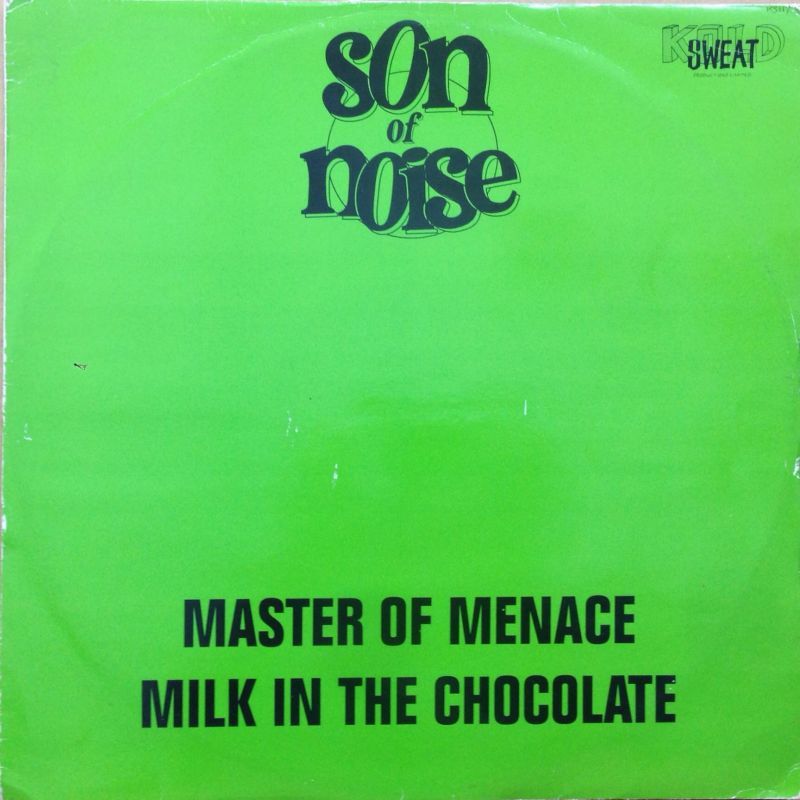 son
of
noise
KOLD
SWEAT
MASTER OF MENACE
MILK IN THE CHOCOLATE